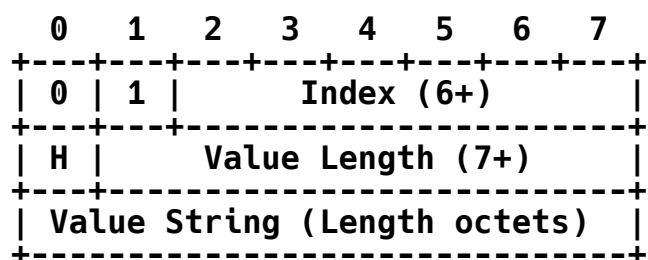 0   1   2   3   4   5   6   7
+---+---+---+---+---+---+---+---+
| 0 | 1 |      Index (6+)       |
+---+---+-----------------------+
| H |     Value Length (7+)     |
+---+---------------------------+
| Value String (Length octets)  |
+-------------------------------+